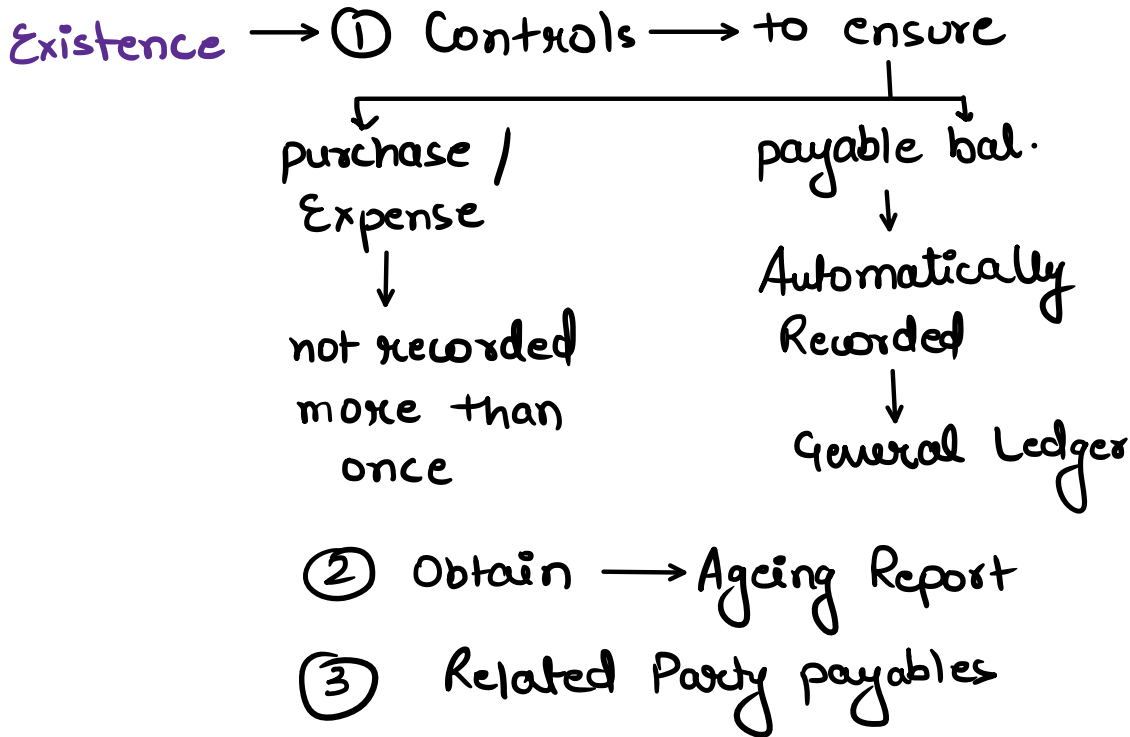 Existence → ① Controls → to ensure
purchase /
Expense
↓
not recorded
more than
once
payable bal.
↓
Automatically
Recorded
↓
General Ledger
② Obtain → Ageing Report
③ Related Party payables